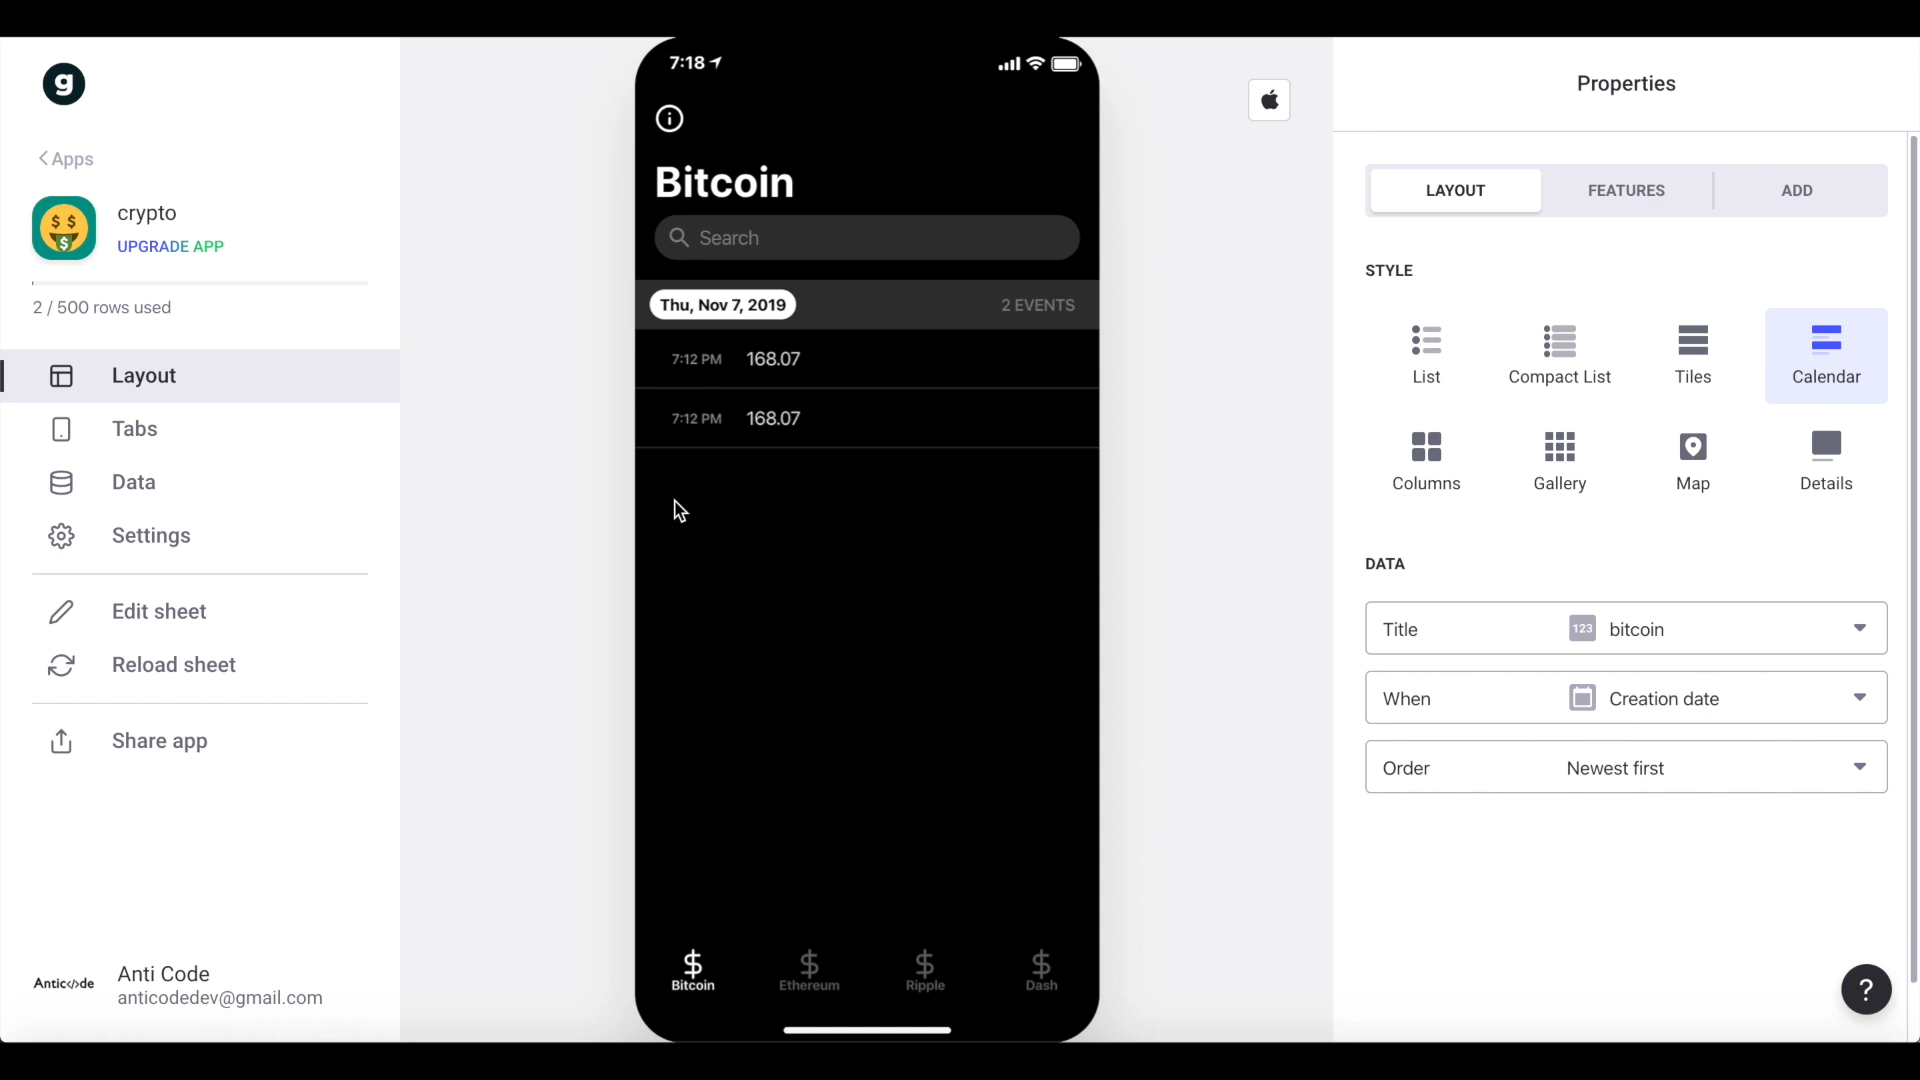 g
Apps
crypto
UPGRADE APP
2 / 500 rows used
Layout
Tabs
Data
Settings
Edit sheet
Reload sheet
Share app
Antic</>de
Anti Code
anticodedev@gmail.com
7:18
Bitcoin
Search
Thu, Nov 7, 2019 2 EVENTS
7:12 PM 168.07
7:12 PM 168.07
Bitcoin Ethereum Ripple Dash
Properties
LAYOUT FEATURES ADD
STYLE
List Compact List Tiles Calendar
Columns Gallery Map Details
DATA
Title 123 bitcoin
When Creation date
Order Newest first
?